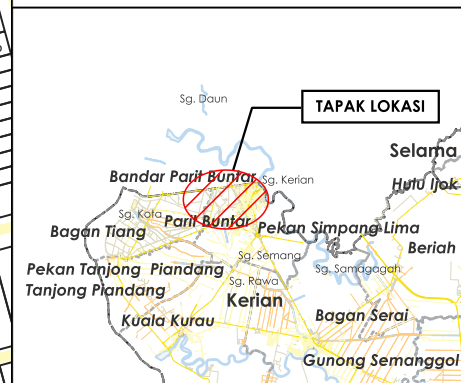 Sg. Daun
TAPAK LOKASI
Selama
Bandar Parit Buntar
Sg. Kerian
Hulu Ijok
Sg. Kota
Parit Buntar
Bagan Tiang
Pekan Simpang Lima
Beriah
Sg. Semang
Pekan Tanjong Piandang
Sg. Samagagah
Tanjong Piandang
Sg. Rawa
Kerian
Kuala Kurau
Bagan Serai
Gunong Semanggol